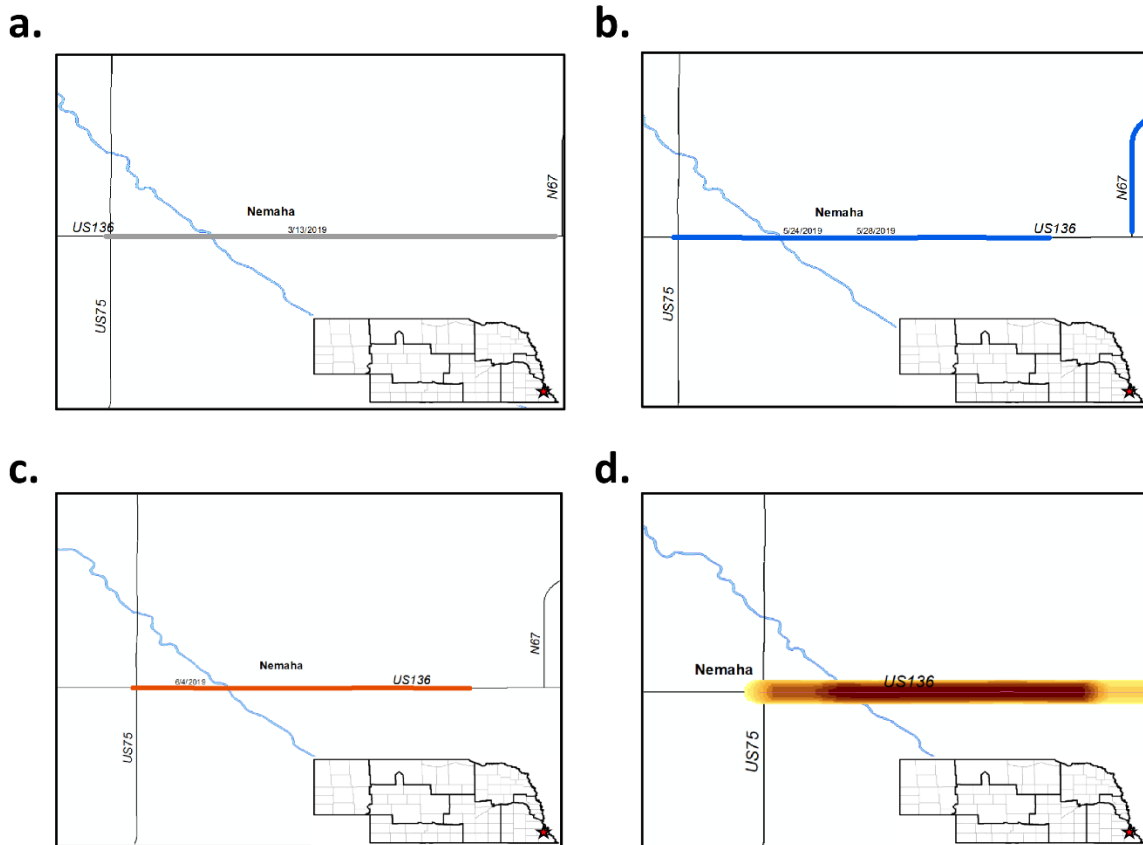 a.
Nemaha
US136
3/13/2019
N67
US75
b.
Nemaha
5/24/2019 5/28/2019
US136
N67
US75
c.
Nemaha
6/4/2019
US136
N67
US75
d.
Nemaha
US136
US75